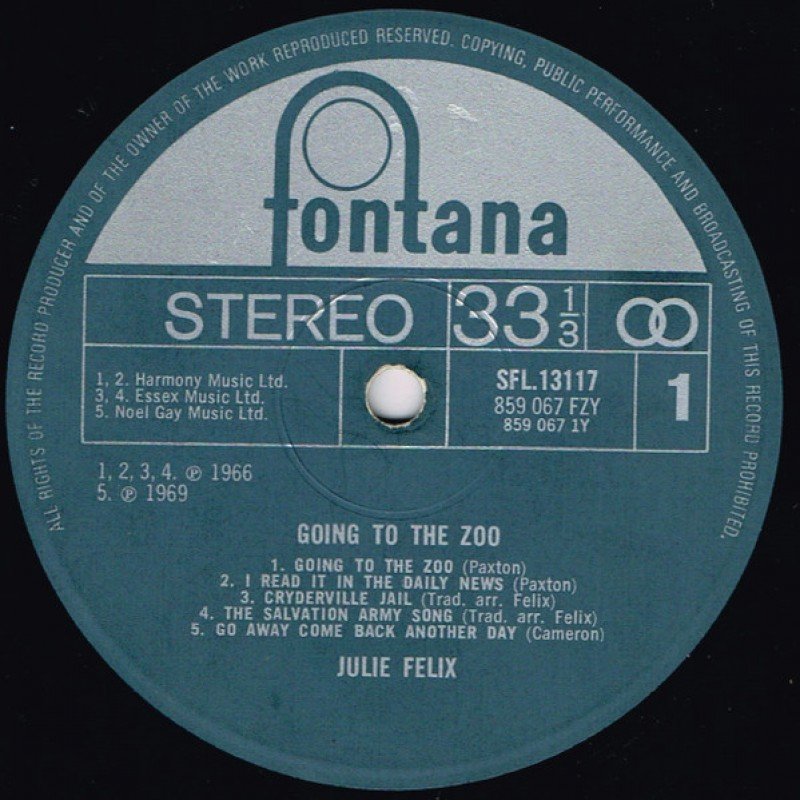 ALL RIGHTS OF THE RECORD PRODUCER AND OF THE OWNER OF THE WORK REPRODUCED RESERVED. COPYING, PUBLIC PERFORMANCE AND BROADCASTING OF THIS RECORD PROHIBITED.
fontana
STEREO 33 1/3
1, 2. Harmony Music Ltd.
3, 4. Essex Music Ltd.
5. Noel Gay Music Ltd.
SFL.13117
859 067 FZY
859 067 1Y
1
1, 2, 3, 4. ℗ 1966
5. ℗ 1969
GOING TO THE ZOO
1. GOING TO THE ZOO (Paxton)
2. I READ IT IN THE DAILY NEWS (Paxton)
3. CRYDERVILLE JAIL (Trad. arr. Felix)
4. THE SALVATION ARMY SONG (Trad. arr. Felix)
5. GO AWAY COME BACK ANOTHER DAY (Cameron)
JULIE FELIX